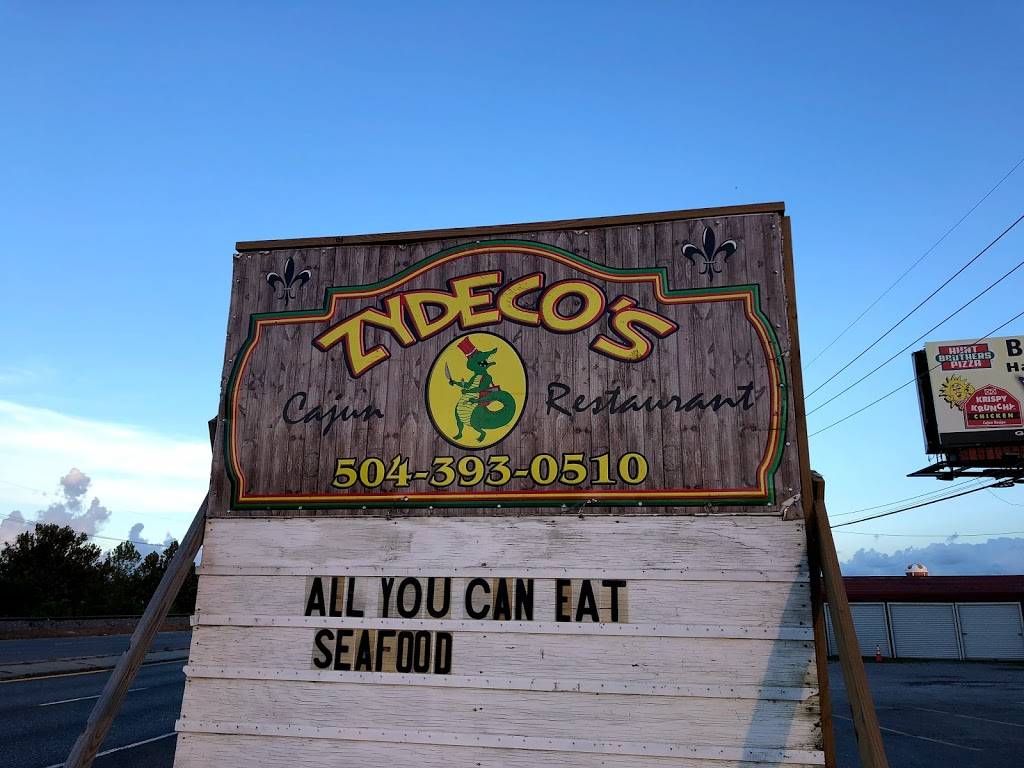 ZYDECO'S
Cajun Restaurant
504-393-0510
ALL YOU CAN EAT
SEAFOOD
HUNT
BROTHERS
PIZZA
KRISPY
KRUNCHY
CHICKEN